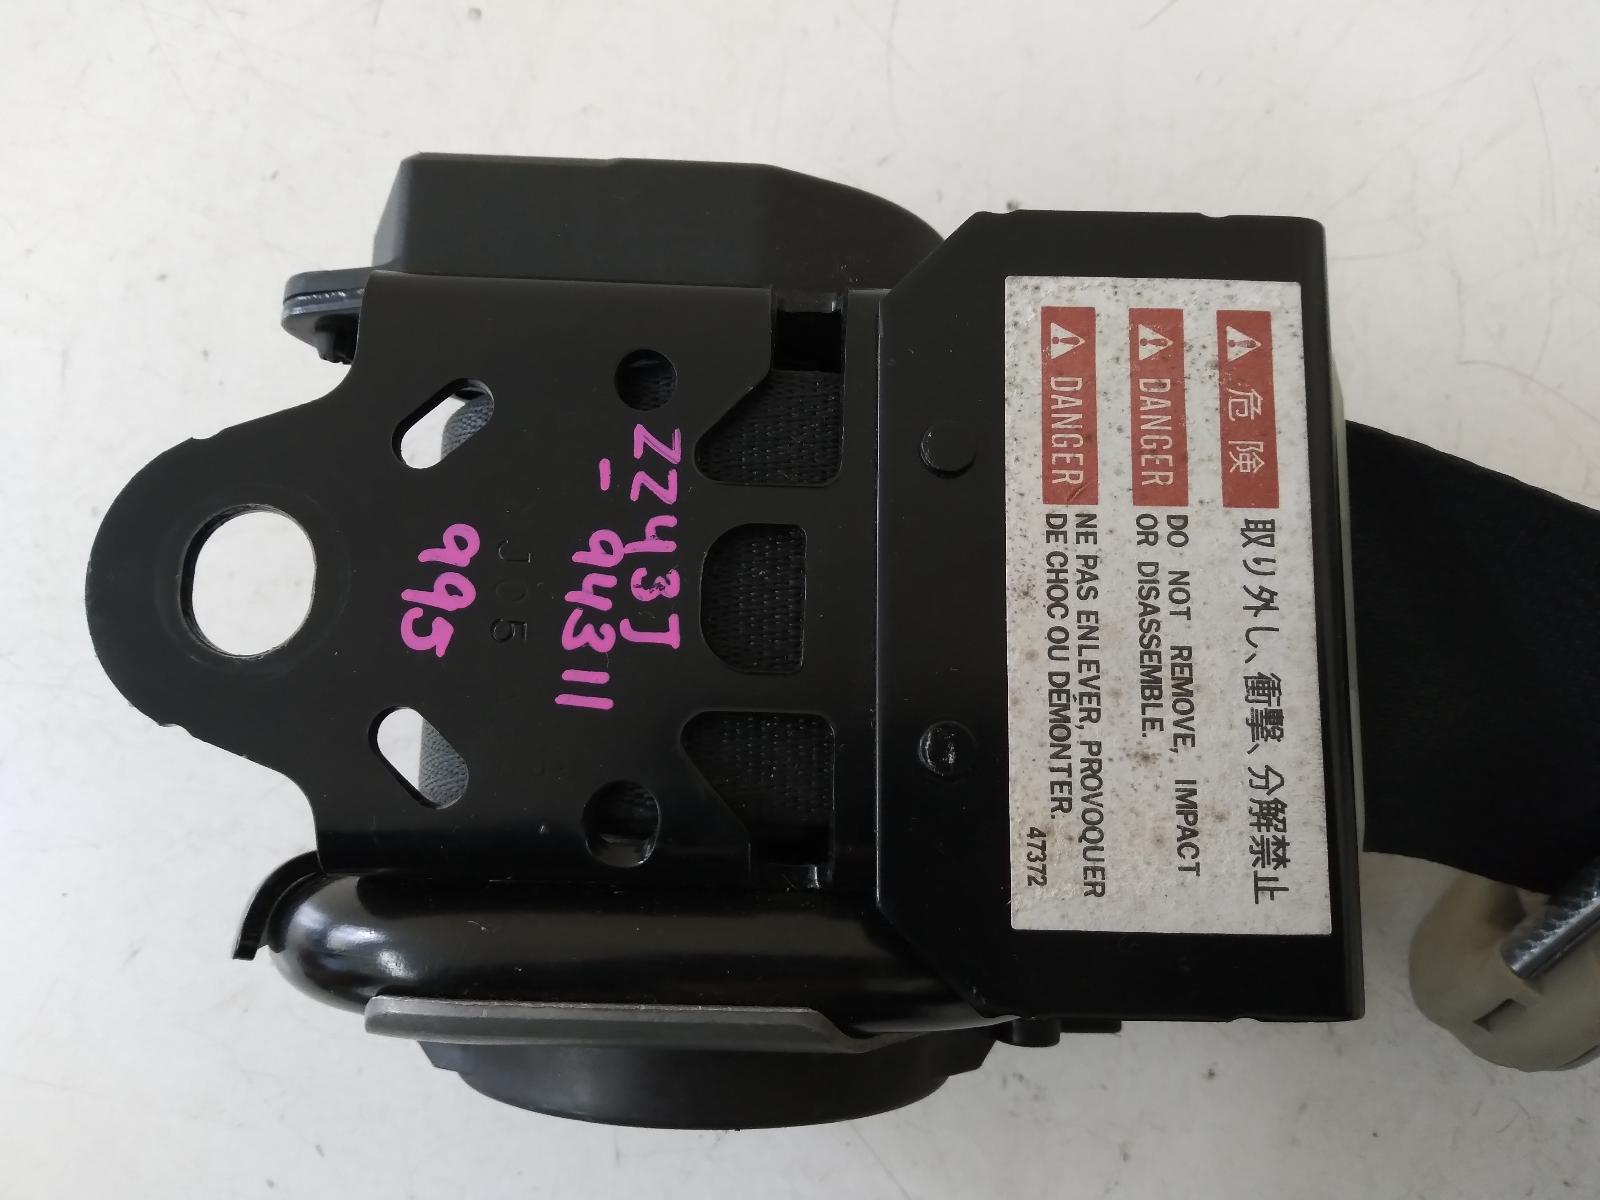 危険 取り外し、衝撃、分解禁止
DANGER DO NOT REMOVE, IMPACT
OR DISASSEMBLE.
DANGER NE PAS ENLEVER, PROVOQUER
DE CHOC OU DÉMONTER.
47372
ZZ43J
- 94311
J05
995